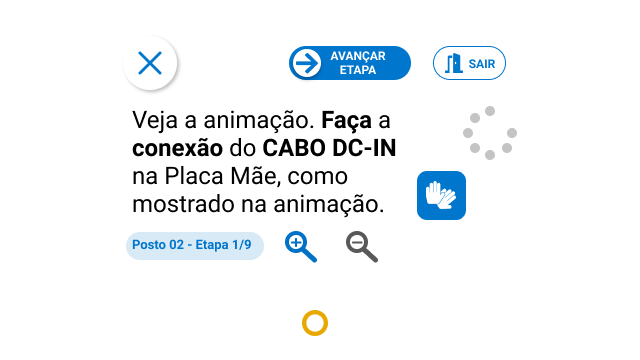 AVANÇAR
ETAPA
SAIR
Veja a animação. Faça a
conexão do CABO DC-IN
na Placa Mãe, como
mostrado na animação.
Posto 02 - Etapa 1/9